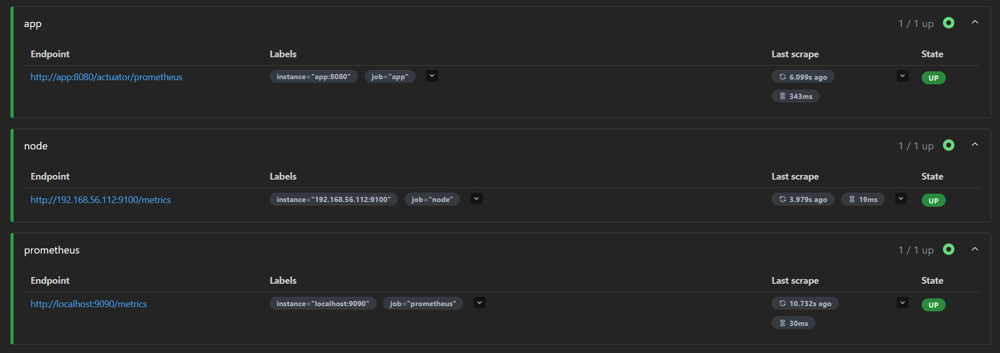 app 1 / 1 up
Endpoint Labels Last scrape State
http://app:8080/actuator/prometheus instance="app:8080" job="app" 6.099s ago UP
343ms
node 1 / 1 up
Endpoint Labels Last scrape State
http://192.168.56.112:9100/metrics instance="192.168.56.112:9100" job="node" 3.979s ago 19ms UP
prometheus 1 / 1 up
Endpoint Labels Last scrape State
http://localhost:9090/metrics instance="localhost:9090" job="prometheus" 10.732s ago UP
30ms